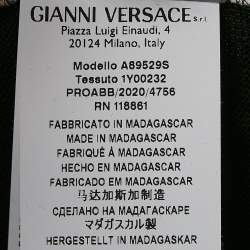 GIANNI VERSACE S.r.l.
Piazza Luigi Einaudi, 4
20124 Milano, Italy
Modello A89529S
Tessuto 1Y00232
PROABB/2020/4756
RN 118861
FABBRICATO IN MADAGASCAR
MADE IN MADAGASCAR
FABRIQUÉ À MADAGASCAR
HECHO EN MADAGASCAR
FABRICADO EM MADAGASCAR
马达加斯加制造
СДЕЛАНО НА МАДАГАСКАРЕ
マダガスカル製
HERGESTELLT IN MADAGASKAR